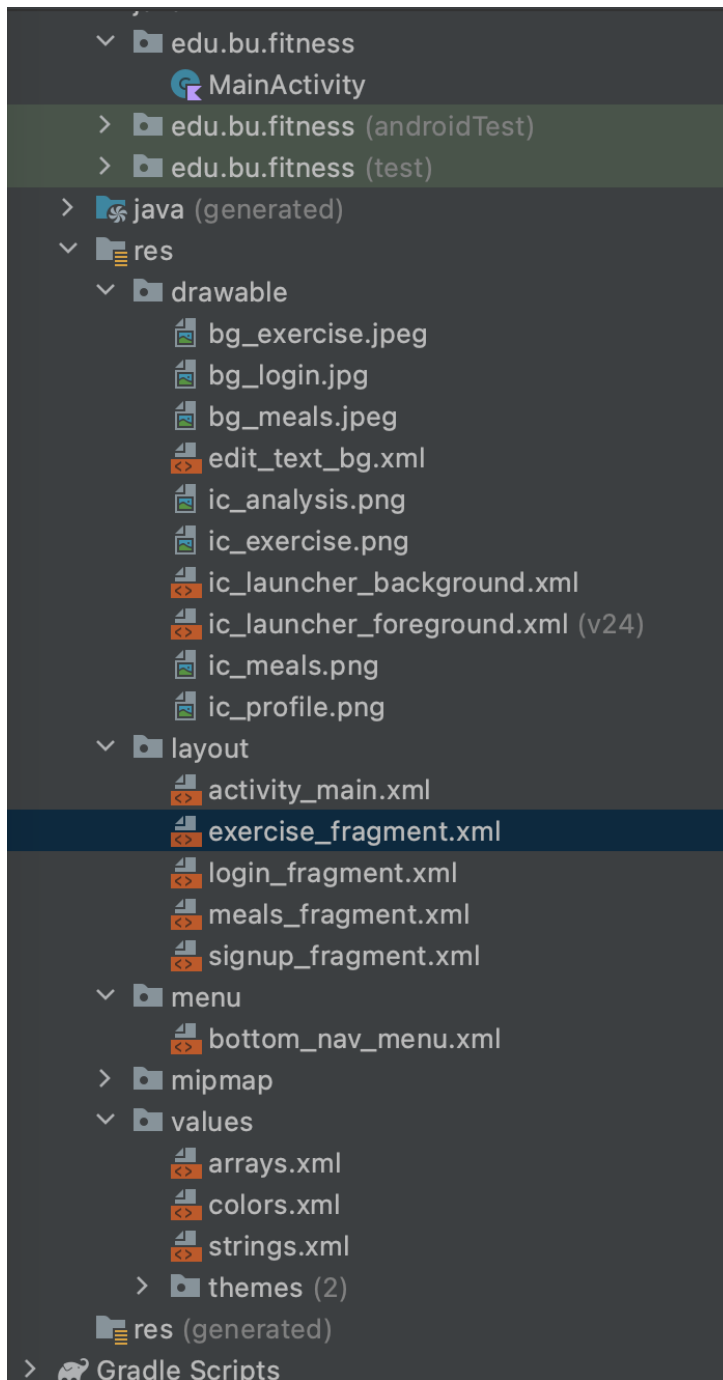 edu.bu.fitness
MainActivity
edu.bu.fitness (androidTest)
edu.bu.fitness (test)
java (generated)
res
drawable
bg_exercise.jpeg
bg_login.jpg
bg_meals.jpeg
edit_text_bg.xml
ic_analysis.png
ic_exercise.png
ic_launcher_background.xml
ic_launcher_foreground.xml (v24)
ic_meals.png
ic_profile.png
layout
activity_main.xml
exercise_fragment.xml
login_fragment.xml
meals_fragment.xml
signup_fragment.xml
menu
bottom_nav_menu.xml
mipmap
values
arrays.xml
colors.xml
strings.xml
themes (2)
res (generated)
Gradle Scripts